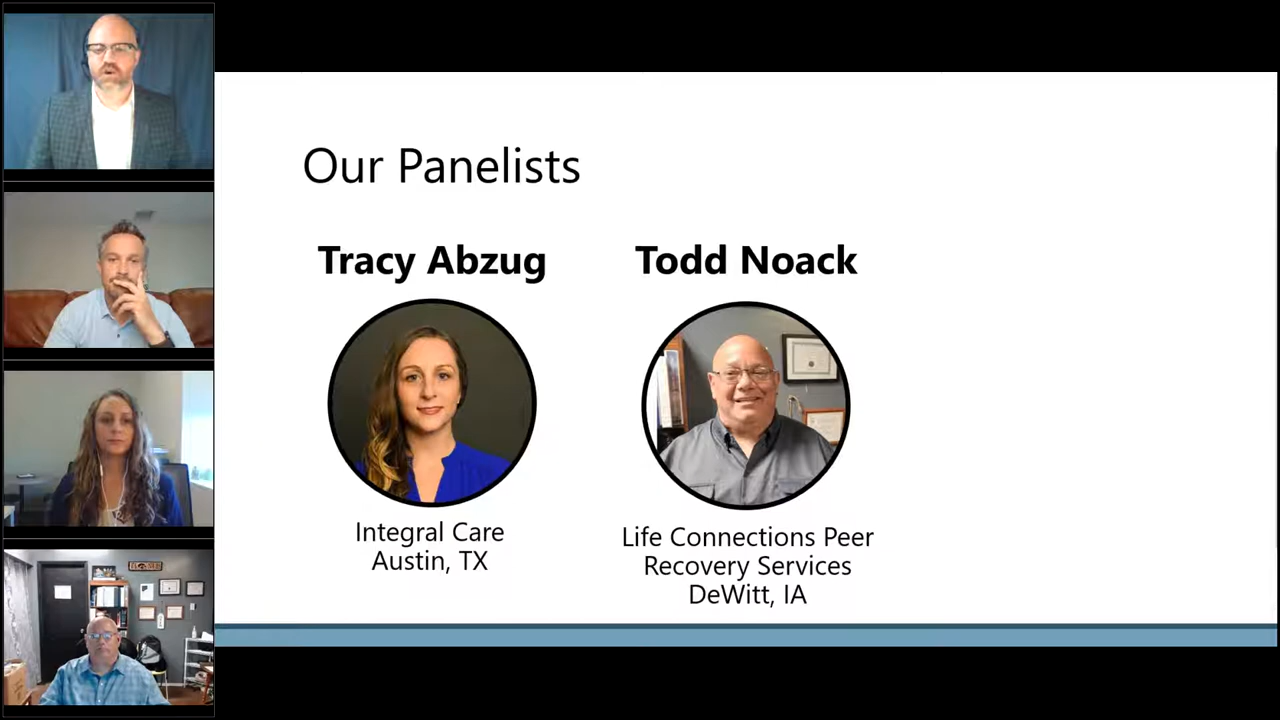 Our Panelists
Tracy Abzug
Todd Noack
Integral Care
Austin, TX
Life Connections Peer
Recovery Services
DeWitt, IA